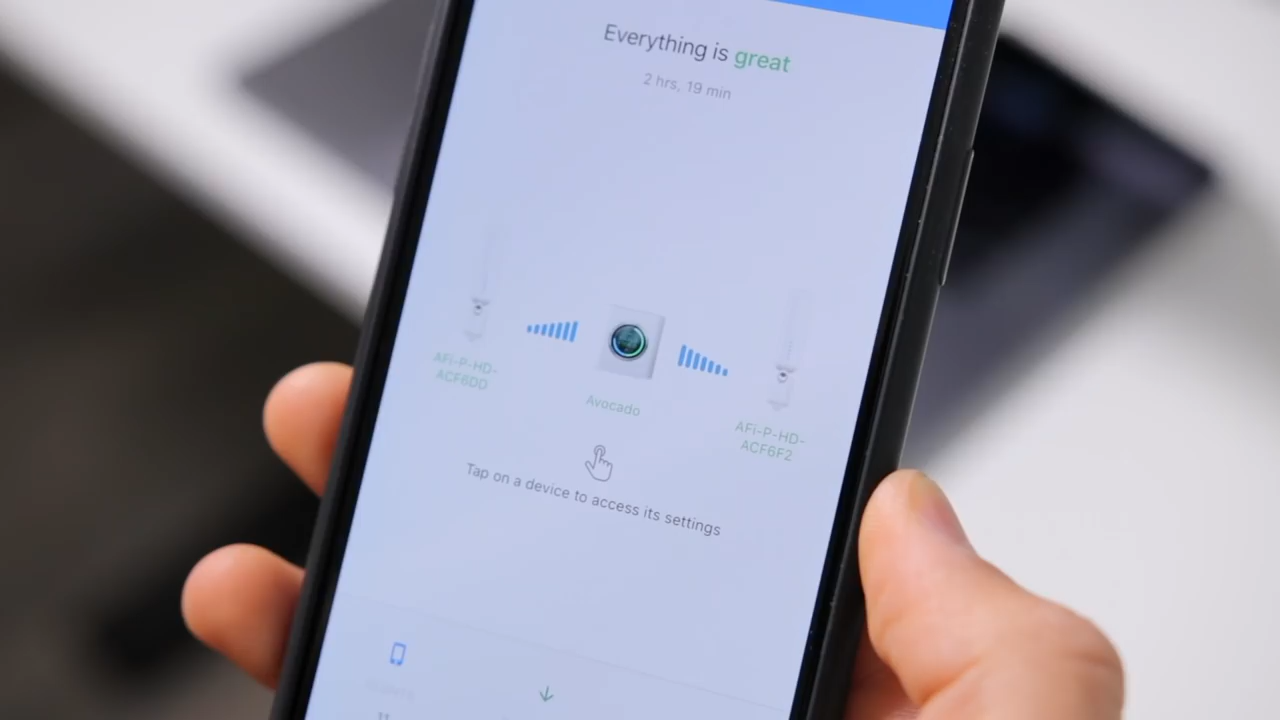 Everything is great
2 hrs, 19 min
AFi-P-HD-
ACF6DD
Avocado
AFi-P-HD-
ACF6F2
Tap on a device to access its settings